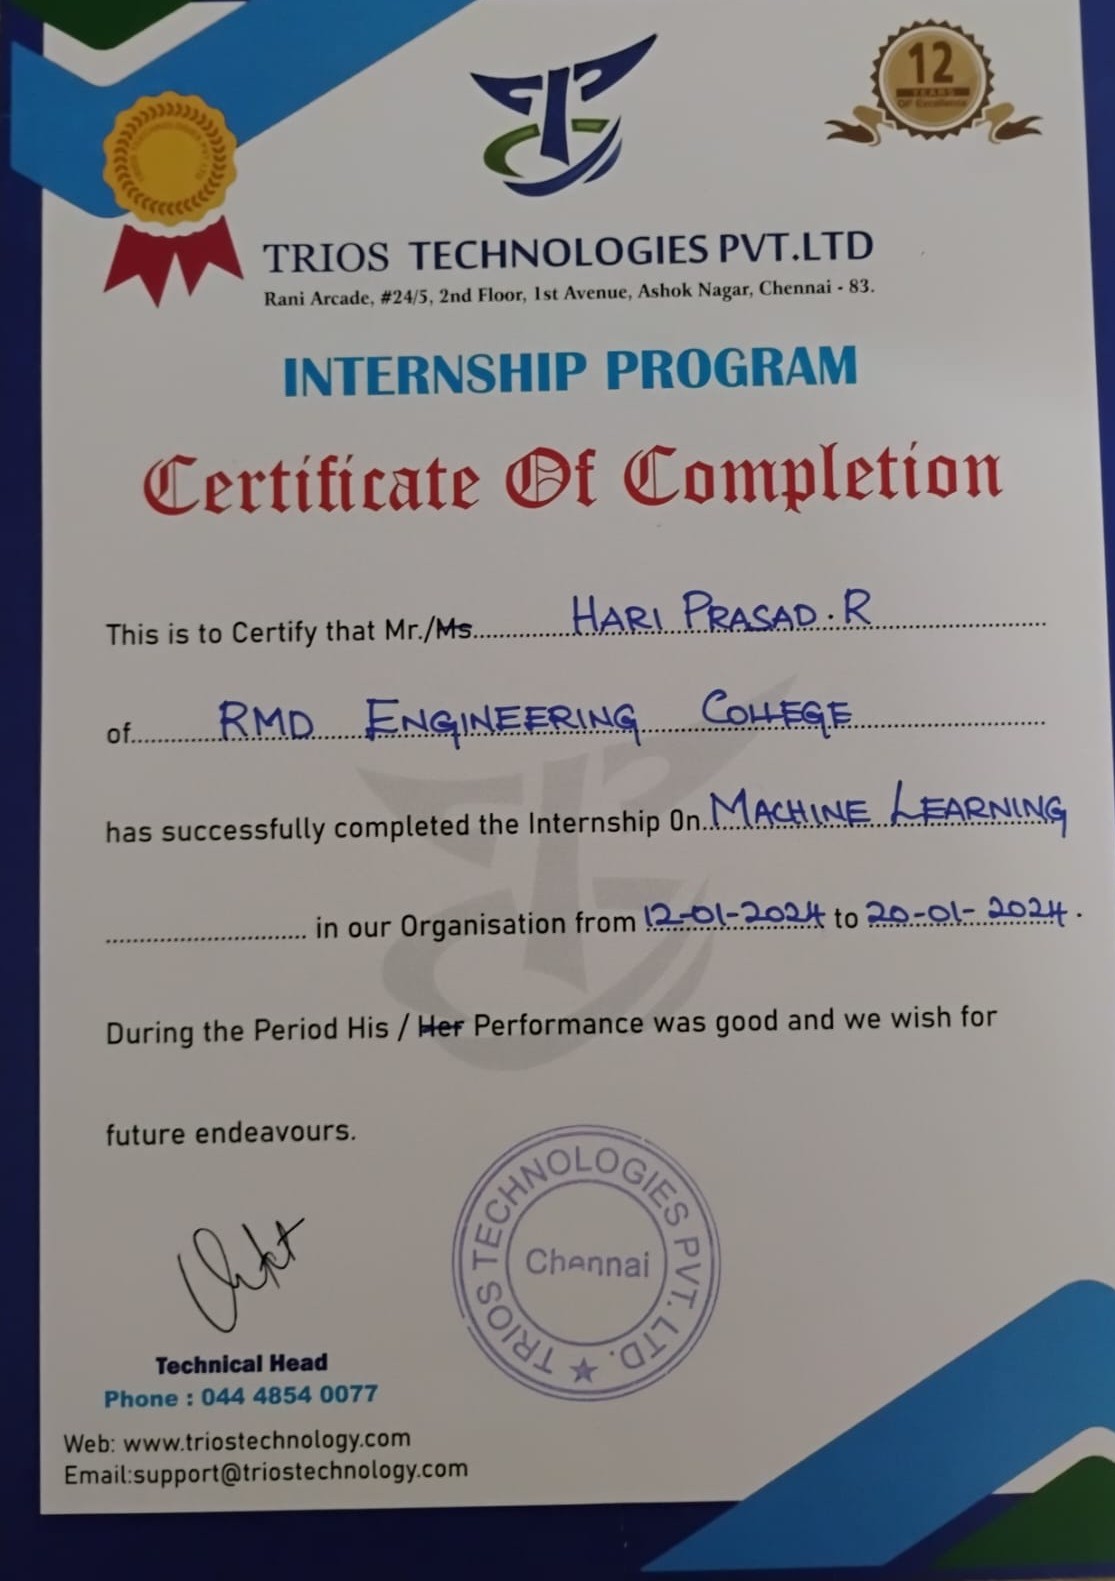 12
YEARS
OF Excellence
TRIOS TECHNOLOGIES PVT.LTD
Rani Arcade, #24/5, 2nd Floor, 1st Avenue, Ashok Nagar, Chennai - 83.
INTERNSHIP PROGRAM
Certificate Of Completion
This is to Certify that Mr./Ms. HARI PRASAD.R
of RMD ENGINEERING COLLEGE
has successfully completed the Internship On MACHINE LEARNING
in our Organisation from 12-01-2024 to 20-01-2024.
During the Period His / Her Performance was good and we wish for
future endeavours.
TRIOS TECHNOLOGIES PVT. LTD. ★
Chennai
Technical Head
Phone : 044 4854 0077
Web: www.triostechnology.com
Email:support@triostechnology.com